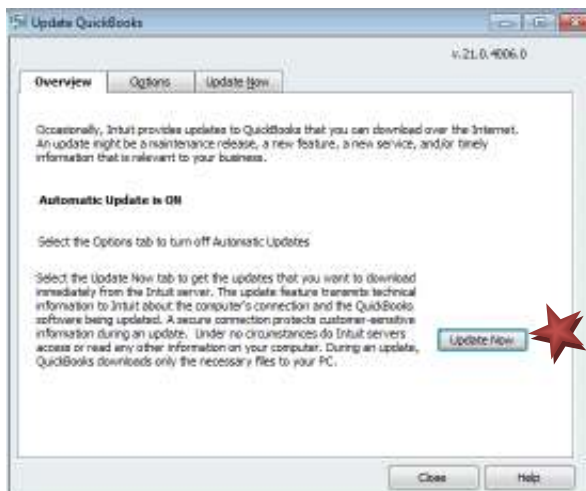 Update QuickBooks
v.21.0.4006.0
Overview Options Update Now
Occasionally, Intuit provides updates to QuickBooks that you can download over the Internet.
An update might be a maintenance release, a new feature, a new service, and/or timely
information that is relevant to your business.
Automatic Update is ON
Select the Options tab to turn off Automatic Updates
Select the Update Now tab to get the updates that you want to download
immediately from the Intuit server. The update feature transmits technical
information to Intuit about the computer's connection and the QuickBooks
software being updated. A secure connection protects customer-sensitive
information during an update. Under no circumstances do Intuit servers
access or read any other information on your computer. During an update,
QuickBooks downloads only the necessary files to your PC.
Update Now
Close Help